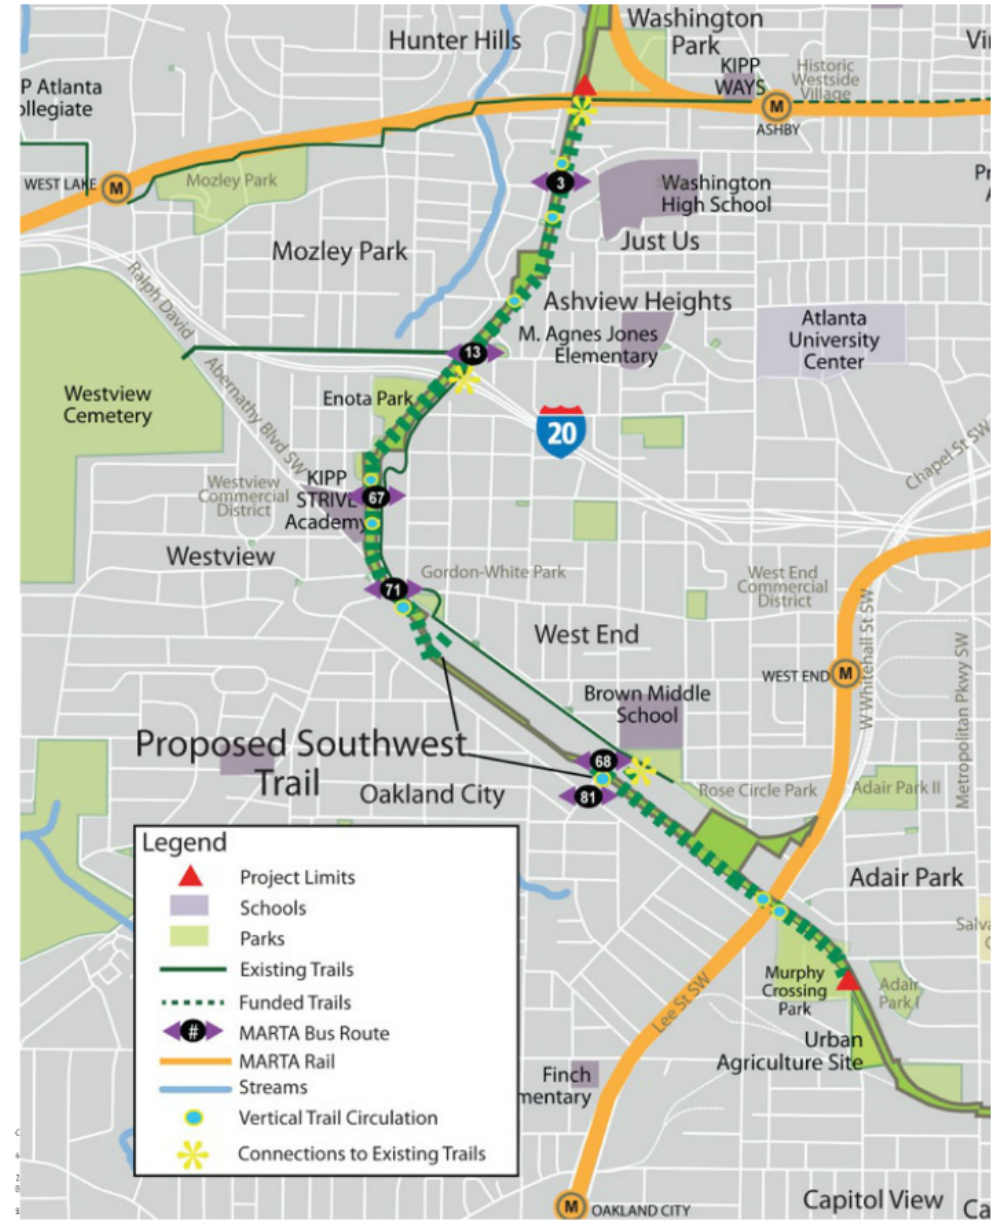 Washington
Park
Hunter Hills
Vi
KIPP
WAYS
Historic
Westside
Village
P Atlanta
ollegiate
M
ASHBY
WEST LAKE
M
Mozley Park
3
Washington
High School
Pr
A
Just Us
Mozley Park
Ralph David
Abernathy Blvd SW
Ashview Heights
M. Agnes Jones
Elementary
Atlanta
University
Center
13
Westview
Cemetery
Enota Park
20
Chapel St SW
Westview
Commercial
District
KIPP
STRIVE
Academy
67
Westview
71
Gordon-White Park
West End
Commercial
District
West End
WEST END
M
W Whitehall St SW
Metropolitan Pkwy SW
Brown Middle
School
Proposed Southwest
Trail
68
81
Oakland City
Rose Circle Park
Adair Park II
Adair Park
Salva
C
Murphy
Crossing
Park
Adair
Park I
Lee St SW
Urban
Agriculture Site
Finch
mentary
M
OAKLAND CITY
Capitol View
Ca
Legend
Project Limits
Schools
Parks
Existing Trails
Funded Trails
# MARTA Bus Route
MARTA Rail
Streams
Vertical Trail Circulation
Connections to Existing Trails